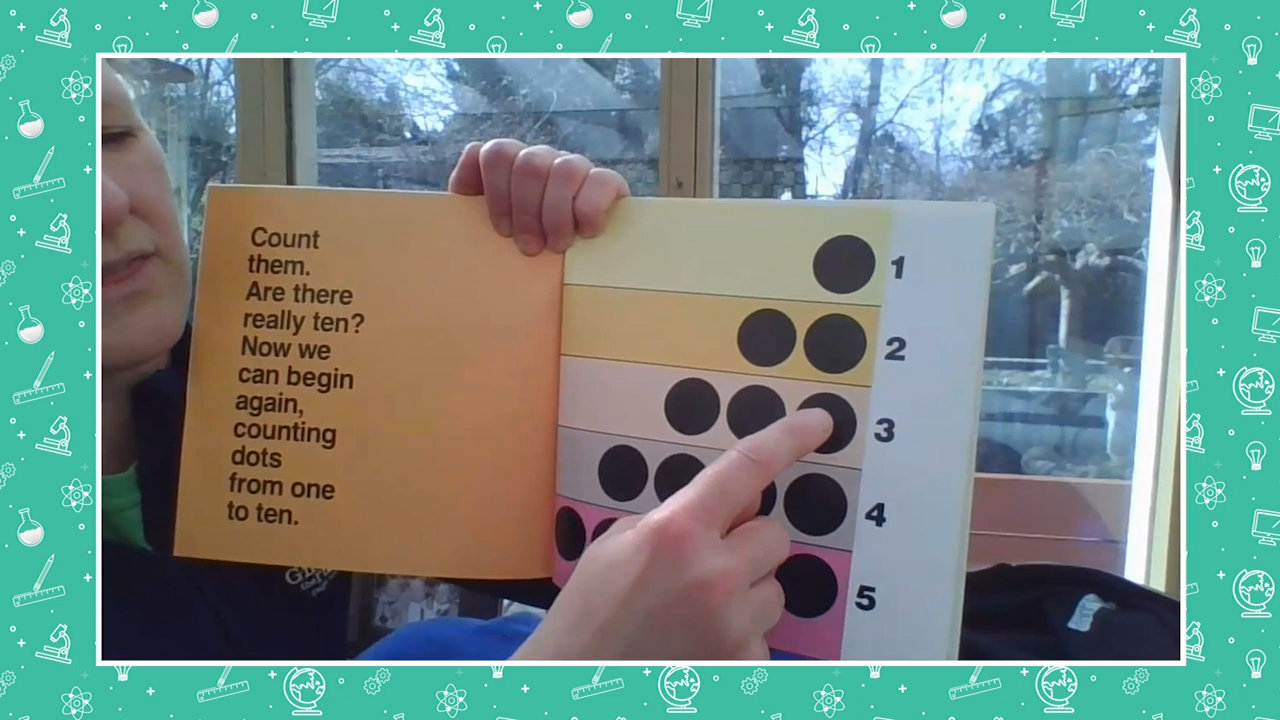 Count
them.
Are there
really ten?
Now we
can begin
again,
counting
dots
from one
to ten.
1
2
3
4
5